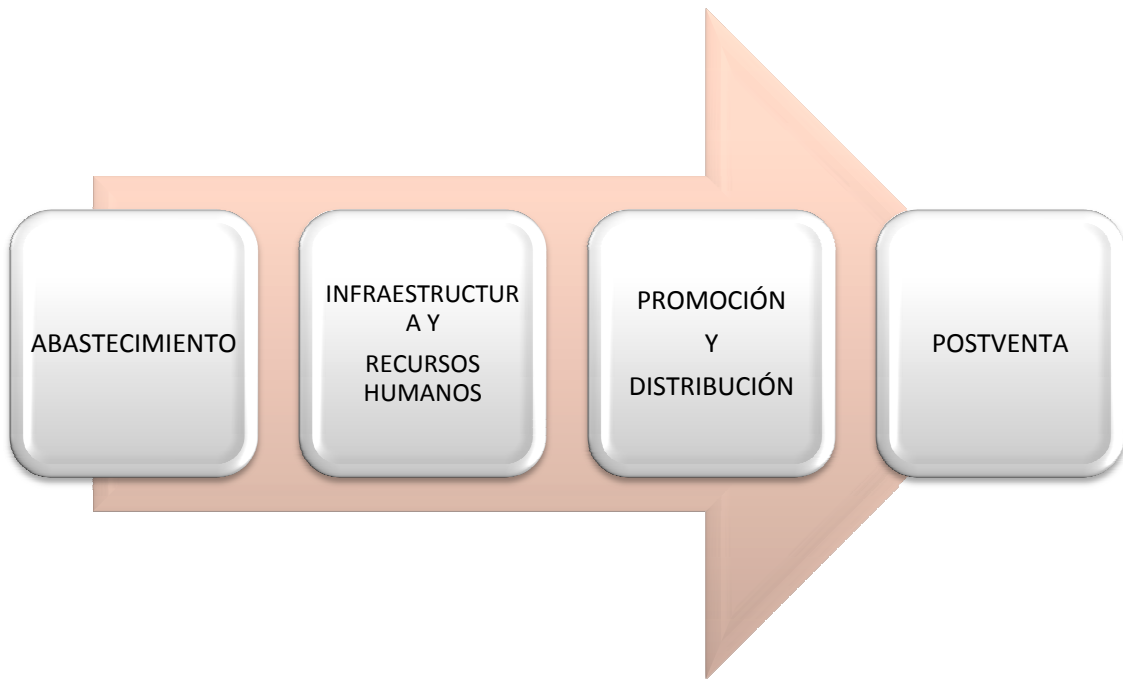 ABASTECIMIENTO
INFRAESTRUCTUR
A Y
RECURSOS
HUMANOS
PROMOCIÓN
Y
DISTRIBUCIÓN
POSTVENTA